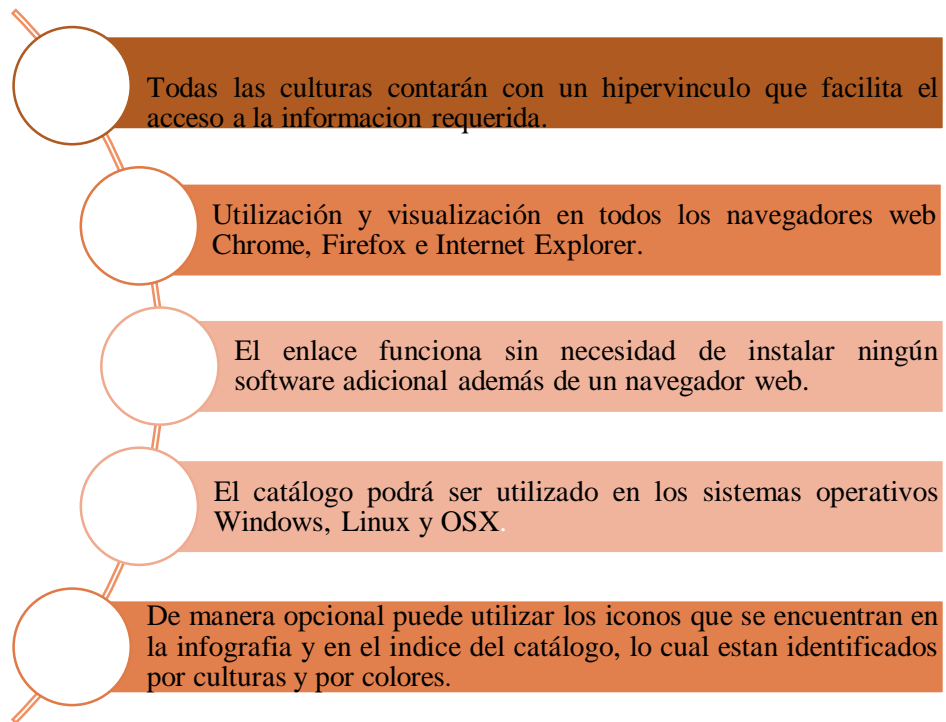 Todas las culturas contarán con un hipervinculo que facilita el
acceso a la informacion requerida.
Utilización y visualización en todos los navegadores web
Chrome, Firefox e Internet Explorer.
El enlace funciona sin necesidad de instalar ningún
software adicional además de un navegador web.
El catálogo podrá ser utilizado en los sistemas operativos
Windows, Linux y OSX.
De manera opcional puede utilizar los iconos que se encuentran en
la infografia y en el indice del catálogo, lo cual estan identificados
por culturas y por colores.